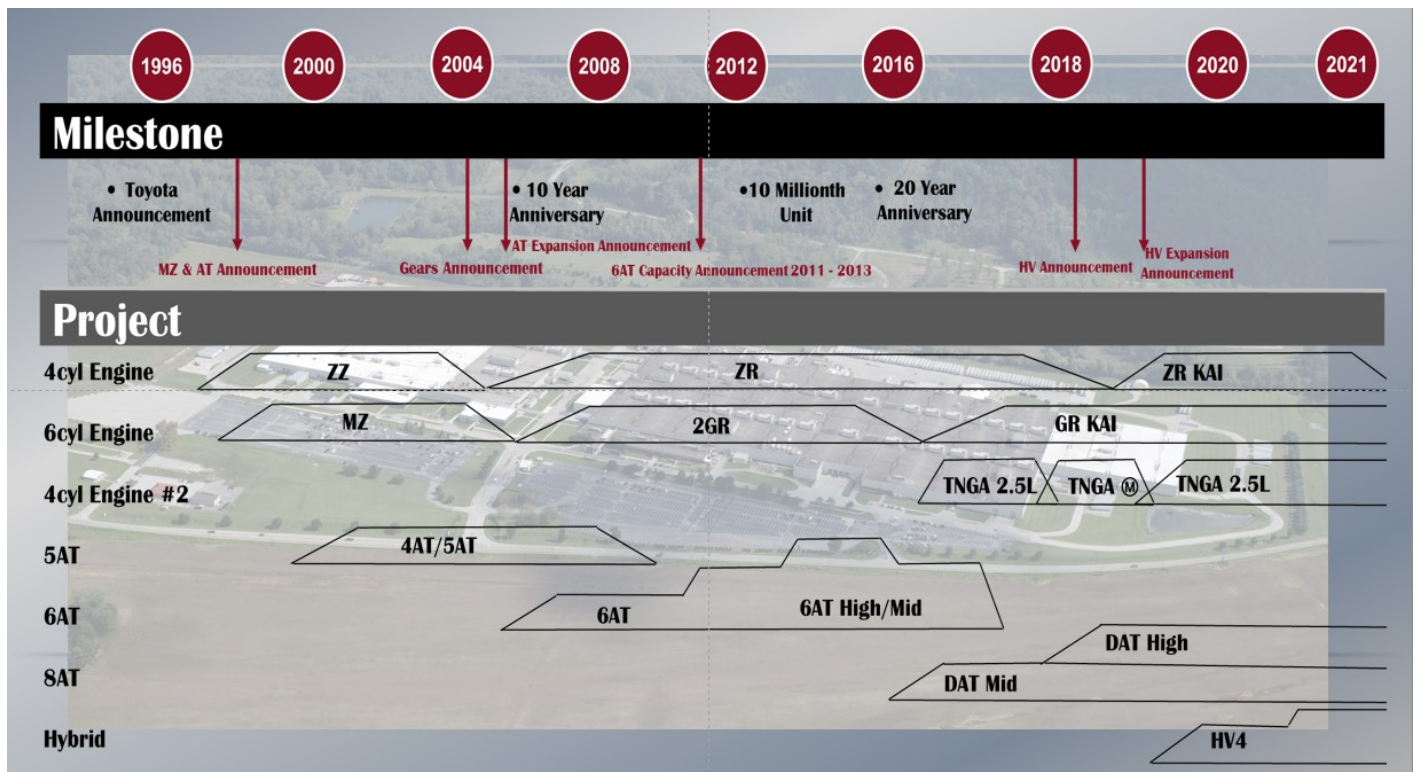 1996 2000 2004 2008 2012 2016 2018 2020 2021
Milestone
• Toyota
Announcement
• 10 Year
Anniversary
•10 Millionth
Unit
• 20 Year
Anniversary
MZ & AT Announcement
Gears Announcement
AT Expansion Announcement
6AT Capacity Announcement 2011 - 2013
HV Announcement
HV Expansion
Announcement
Project
4cyl Engine ZZ ZR ZR KAI
6cyl Engine MZ 2GR GR KAI
4cyl Engine #2 TNGA 2.5L TNGA Ⓜ TNGA 2.5L
5AT 4AT/5AT
6AT 6AT 6AT High/Mid
DAT High
8AT DAT Mid
Hybrid HV4